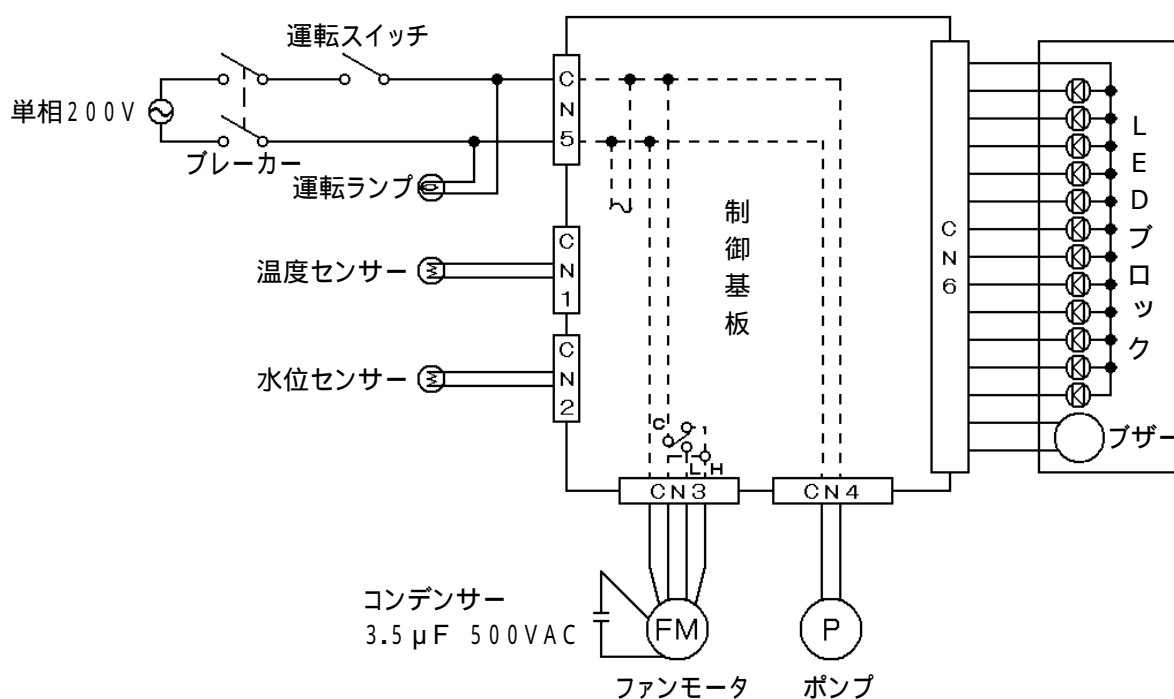 運転スイッチ
単相200V
ブレーカー
運転ランプ
温度センサー
水位センサー
CN5
CN1
CN2
制御基板
C
L H
CN3
CN4
CN6
LEDブロック
ブザー
コンデンサー
3.5μF 500VAC
FM
P
ファンモータ
ポンプ